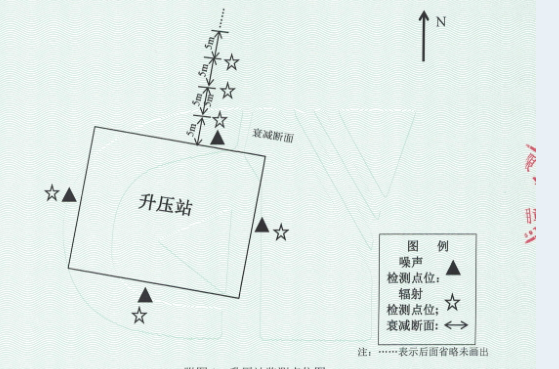 N
5m
5m
5m
5m
5m
衰减断面
升压站
图 例
噪声
检测点位:
辐射
检测点位;
衰减断面:
注: ······表示后面省略未画出